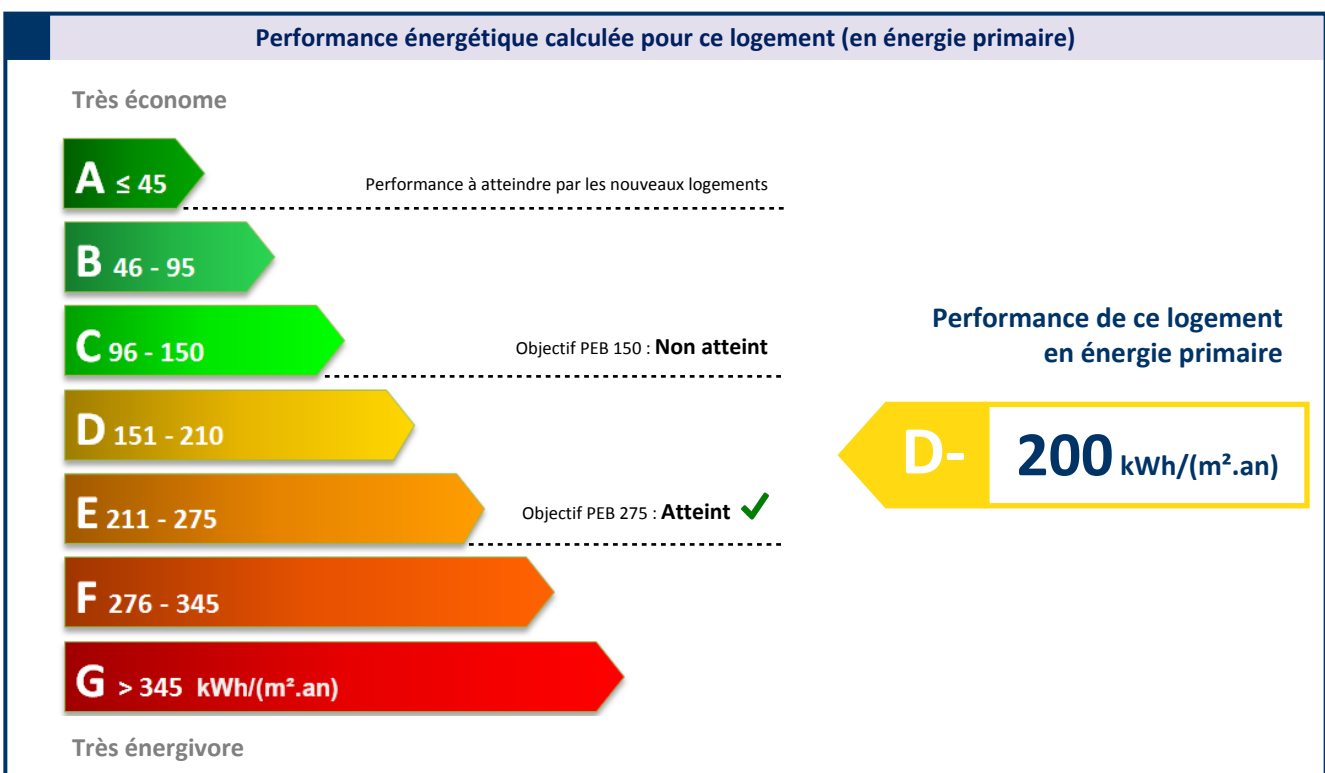 Performance énergétique calculée pour ce logement (en énergie primaire)
Très économe
A ≤ 45
Performance à atteindre par les nouveaux logements
B 46 - 95
C 96 - 150
Objectif PEB 150 : Non atteint
D 151 - 210
E 211 - 275
Objectif PEB 275 : Atteint ✓
F 276 - 345
G > 345 kWh/(m².an)
Très énergivore
Performance de ce logement
en énergie primaire
D- 200 kWh/(m².an)